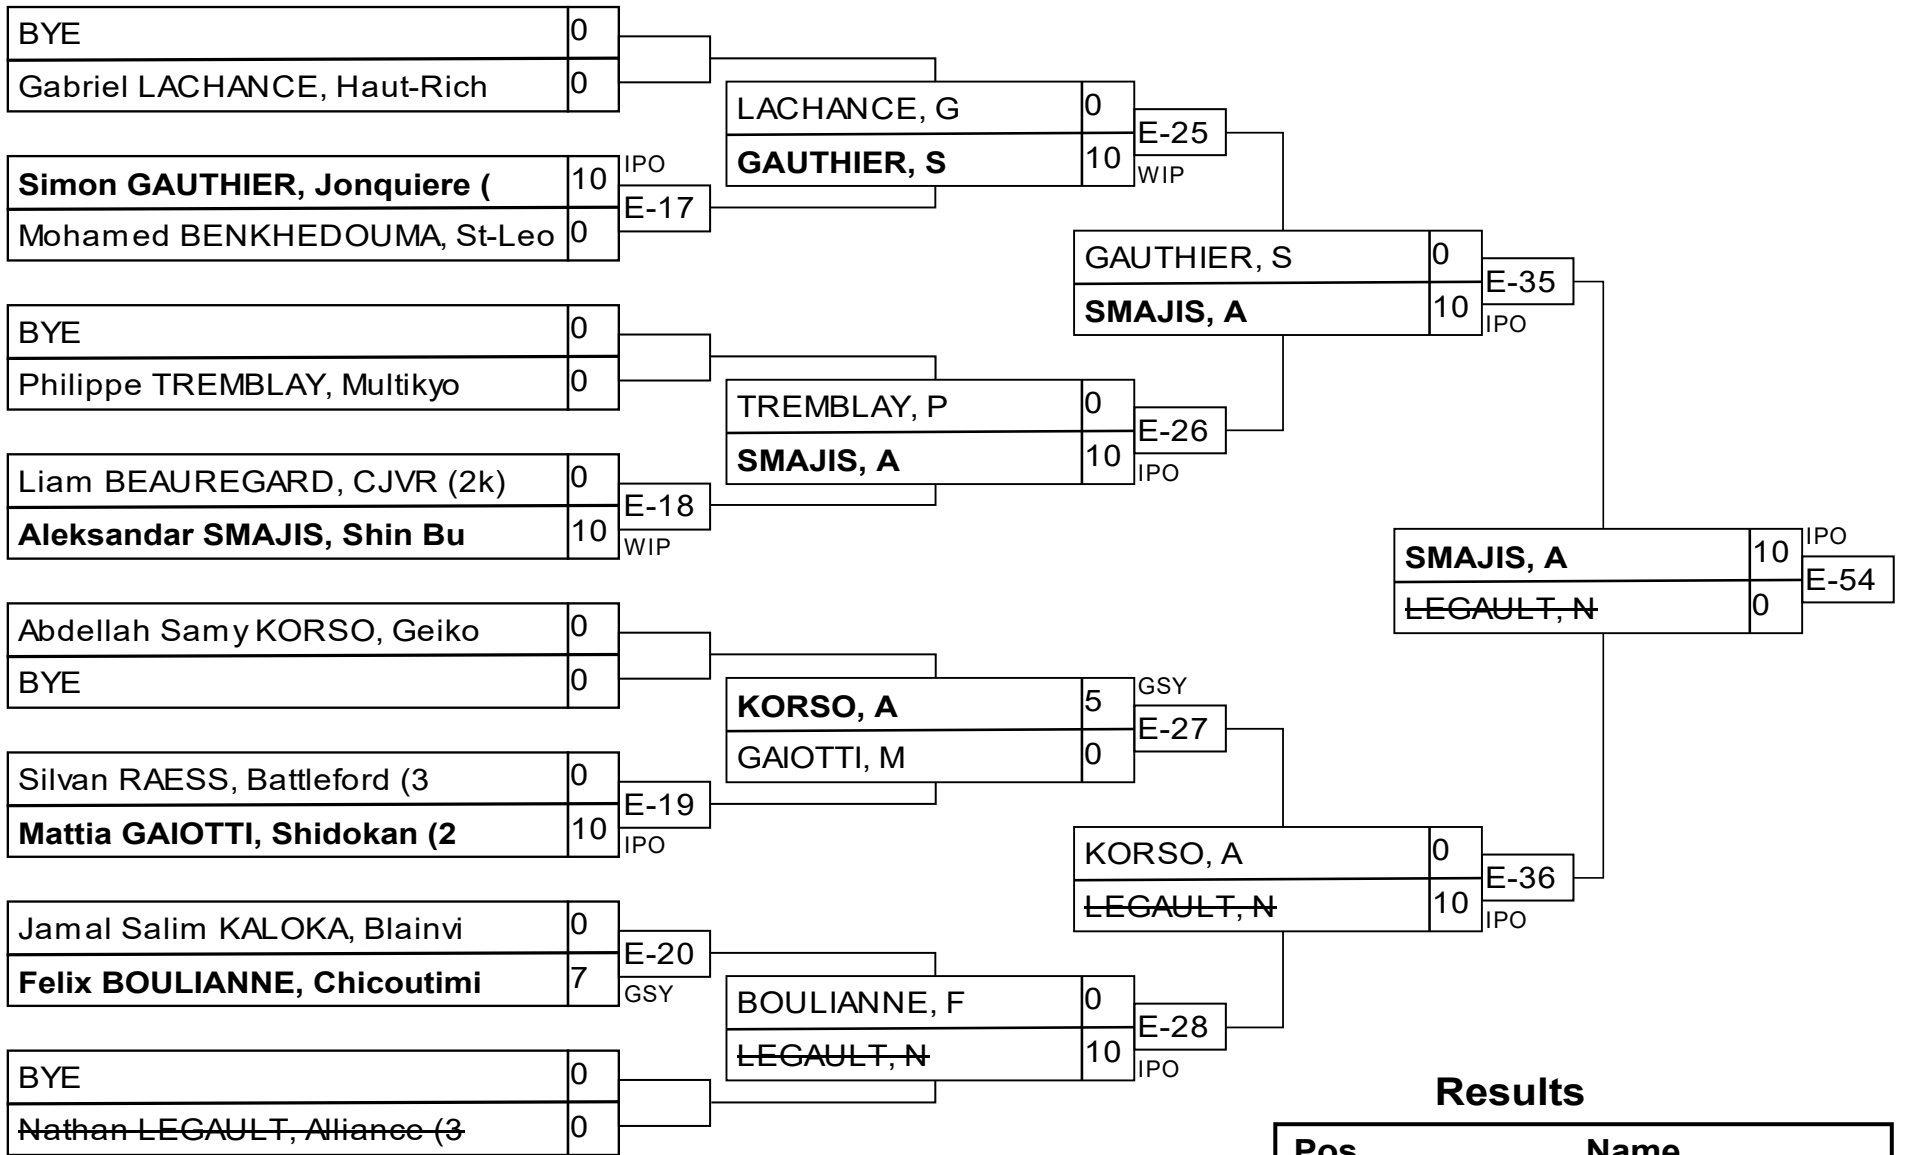 BYE 0
Gabriel LACHANCE, Haut-Rich 0
Simon GAUTHIER, Jonquiere ( 10 IPO
E-17
Mohamed BENKHEDOUMA, St-Leo 0
BYE 0
Philippe TREMBLAY, Multikyo 0
Liam BEAUREGARD, CJVR (2k) 0
E-18
Aleksandar SMAJIS, Shin Bu 10 WIP
Abdellah Samy KORSO, Geiko 0
BYE 0
Silvan RAESS, Battleford (3 0
E-19
Mattia GAIOTTI, Shidokan (2 10 IPO
Jamal Salim KALOKA, Blainvi 0
E-20
Felix BOULIANNE, Chicoutimi 7 GSY
BYE 0
Nathan LEGAULT, Alliance (3 0
LACHANCE, G 0
E-25
GAUTHIER, S 10 WIP
TREMBLAY, P 0
E-26
SMAJIS, A 10 IPO
KORSO, A 5 GSY
E-27
GAIOTTI, M 0
BOULIANNE, F 0
E-28
LEGAULT, N 10 IPO
GAUTHIER, S 0
E-35
SMAJIS, A 10 IPO
KORSO, A 0
E-36
LEGAULT, N 10 IPO
SMAJIS, A 10 IPO
E-54
LEGAULT, N 0
Results
Pos Name